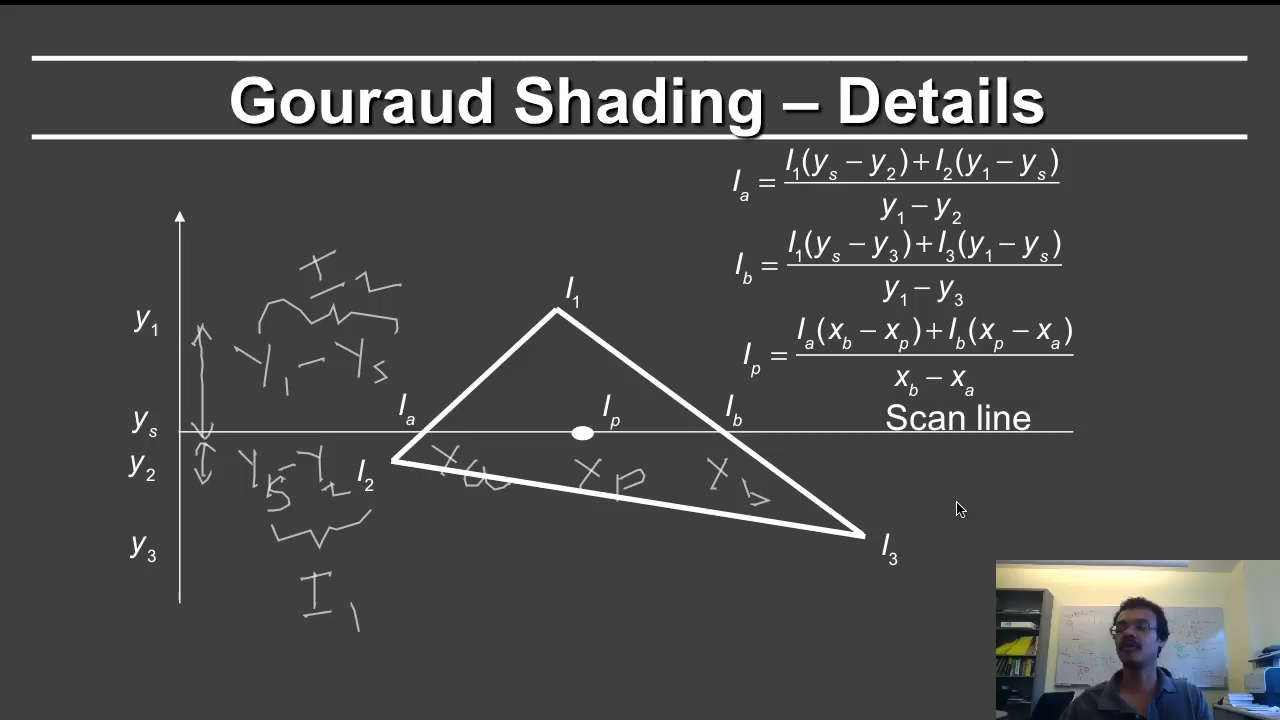 Gouraud Shading – Details
I_a = (I_1(y_s − y_2) + I_2(y_1 − y_s)) / (y_1 − y_2)
I_b = (I_1(y_s − y_3) + I_3(y_1 − y_s)) / (y_1 − y_3)
I_p = (I_a(x_b − x_p) + I_b(x_p − x_a)) / (x_b − x_a)
Scan line
y_1
y_s
y_2
y_3
I_2
Y_1 − Y_s
Y_s − Y_2
I_1
I_1
I_a
I_p
I_b
I_2
I_3
X_a
X_p
X_b